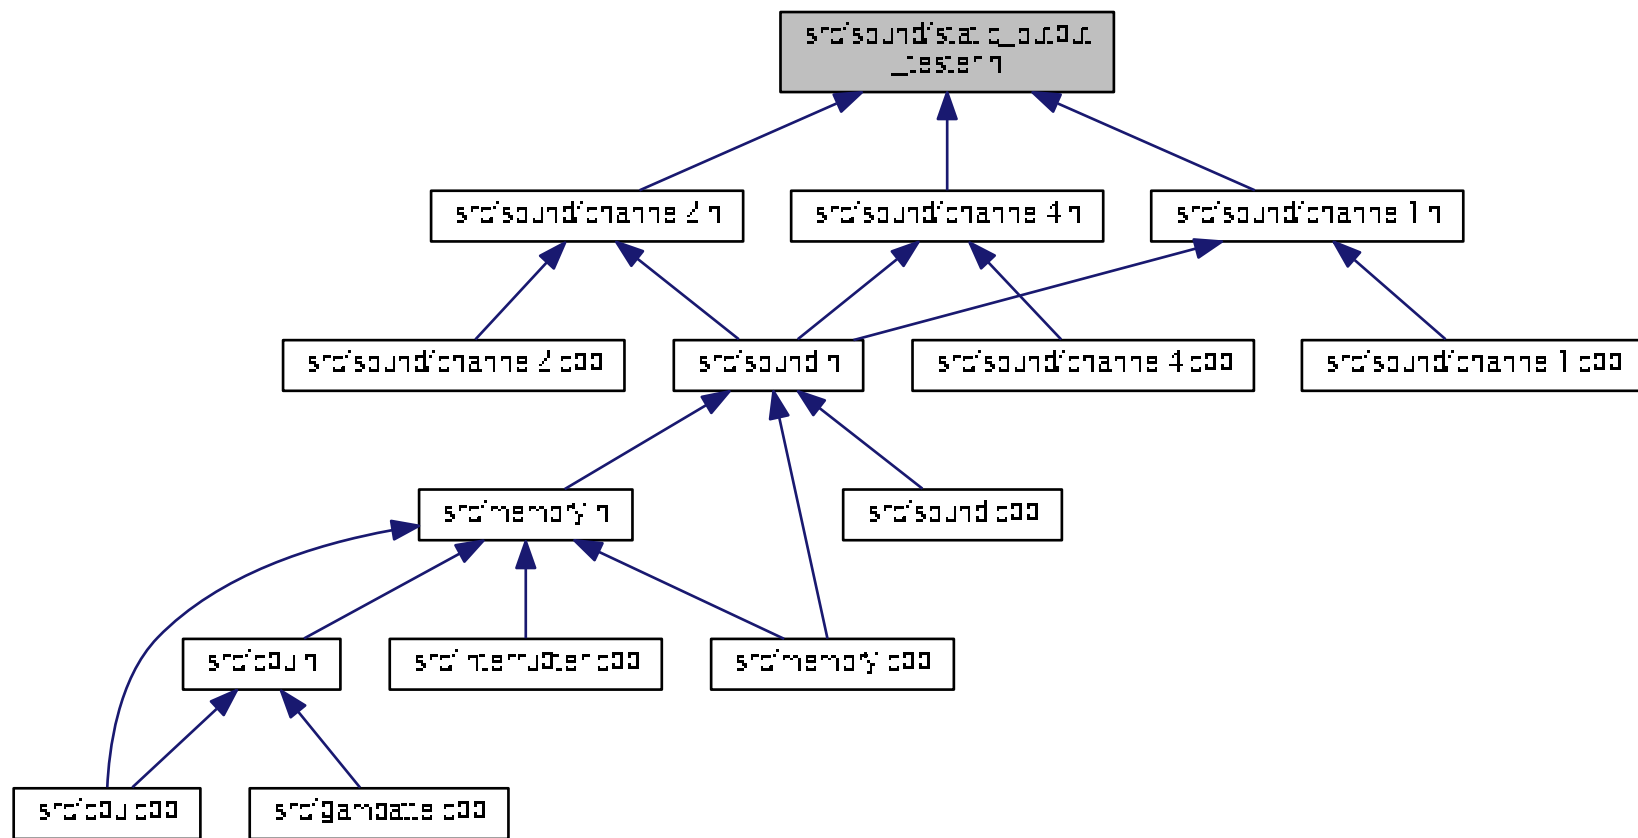 src/sound/static_output
_tester.h
src/sound/channel2.h
src/sound/channel4.h
src/sound/channel1.h
src/sound/channel2.cpp
src/sound.h
src/sound/channel4.cpp
src/sound/channel1.cpp
src/memory.h
src/sound.cpp
src/cpu.h
src/interrupter.cpp
src/memory.cpp
src/cpu.cpp
src/gambatte.cpp